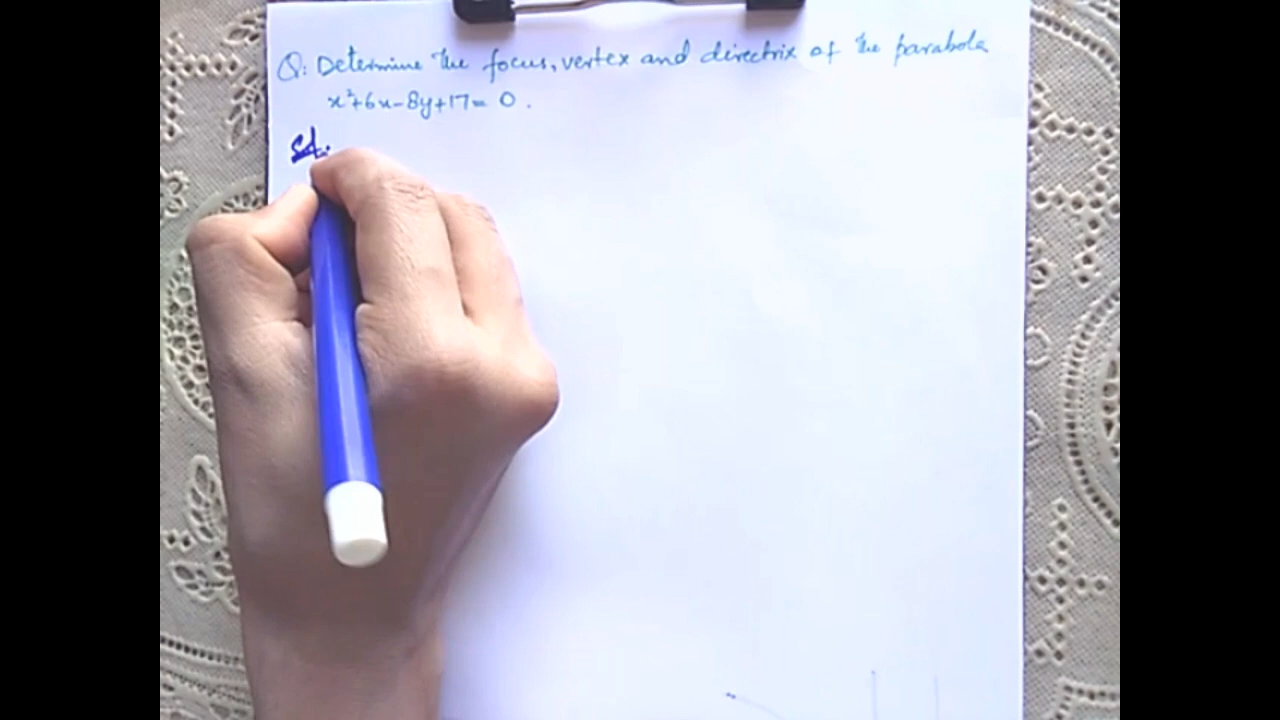 Q: Determine the focus, vertex and directrix of the parabola
x²+6x-8y+17= 0 .
Sol: